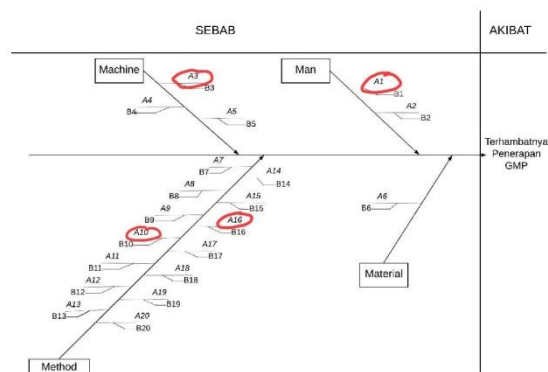 SEBAB
AKIBAT
Machine
Man
A3
B3
A4
B4
A5
B5
A1
B1
A2
B2
Terhambatnya
Penerapan
GMP
A7
B7
A8
B8
A9
B9
A10
B10
A11
B11
A12
B12
A13
B13
A14
B14
A15
B15
A16
B16
A17
B17
A18
B18
A19
B19
A20
B20
A6
B6
Material
Method